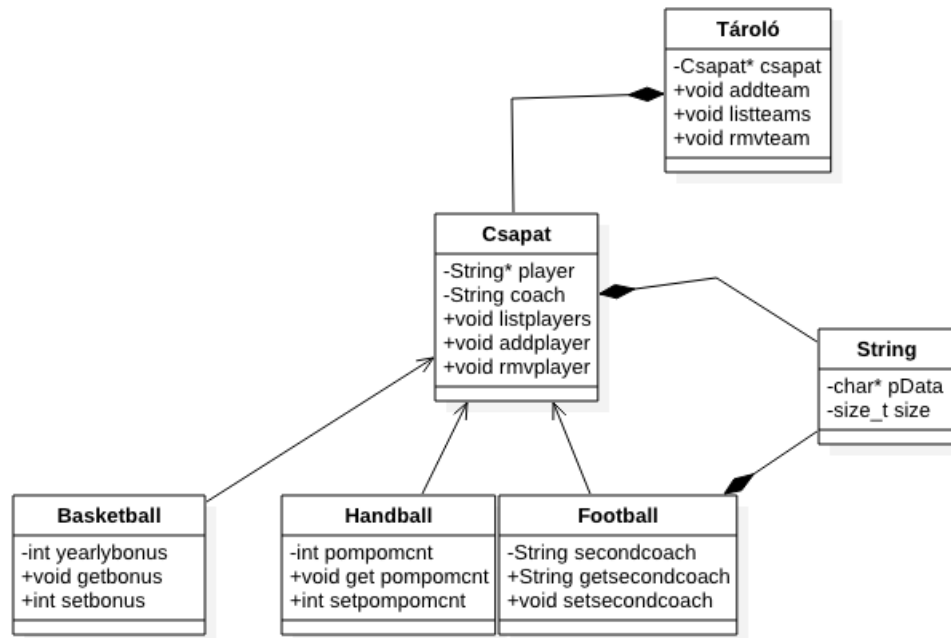 Tároló
-Csapat* csapat
+void addteam
+void listteams
+void rmvteam
Csapat
-String* player
-String coach
+void listplayers
+void addplayer
+void rmvplayer
String
-char* pData
-size_t size
Basketball
-int yearlybonus
+void getbonus
+int setbonus
Handball
-int pompomcnt
+void get pompomcnt
+int setpompomcnt
Football
-String secondcoach
+String getsecondcoach
+void setsecondcoach